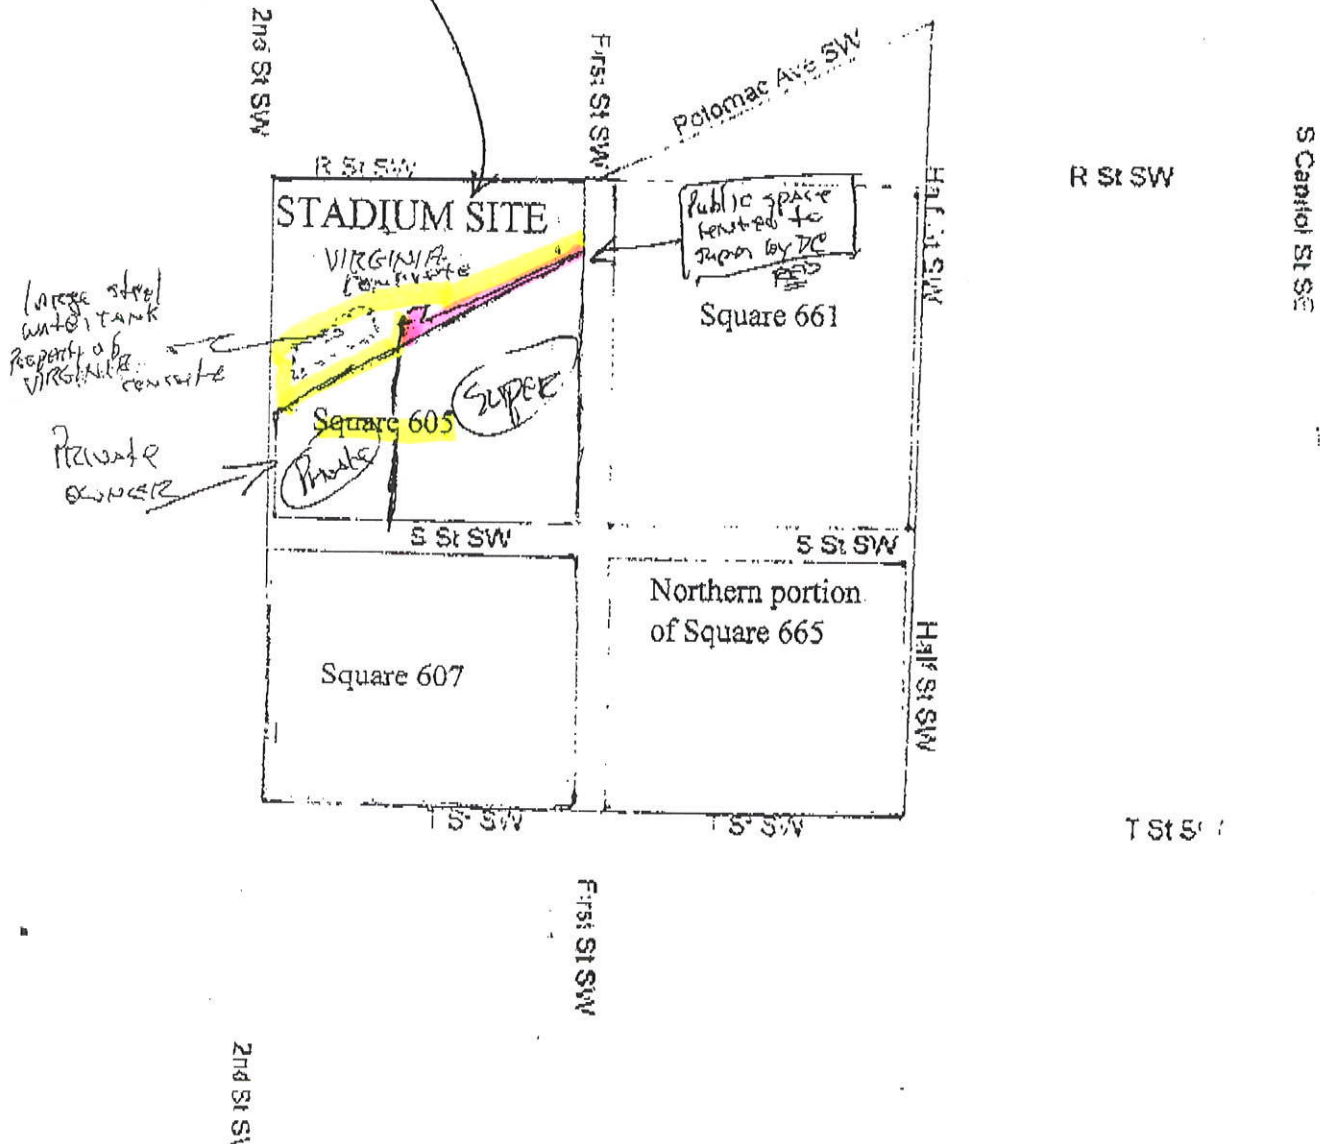 2nd St SW
First St SW
Potomac Ave SW
S Capitol St SE
R St SW
R St SW
Half St SW
STADIUM SITE
VIRGINIA
Concrete
Public space
rented to
Super by DC
Large steel
water tank
Property of
VIRGINIA
concrete
Square 661
Square 605
SUPER
Private
Private
OWNER
S St SW
S St SW
Northern portion
of Square 665
Square 607
Half St SW
T St SW
T St SW
T St S
First St SW
2nd St SW